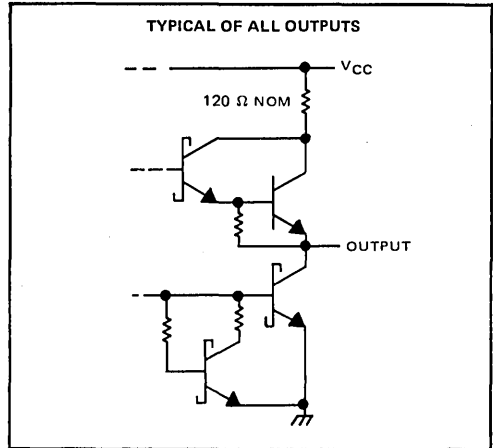 TYPICAL OF ALL OUTPUTS
VCC
120 Ω NOM
OUTPUT